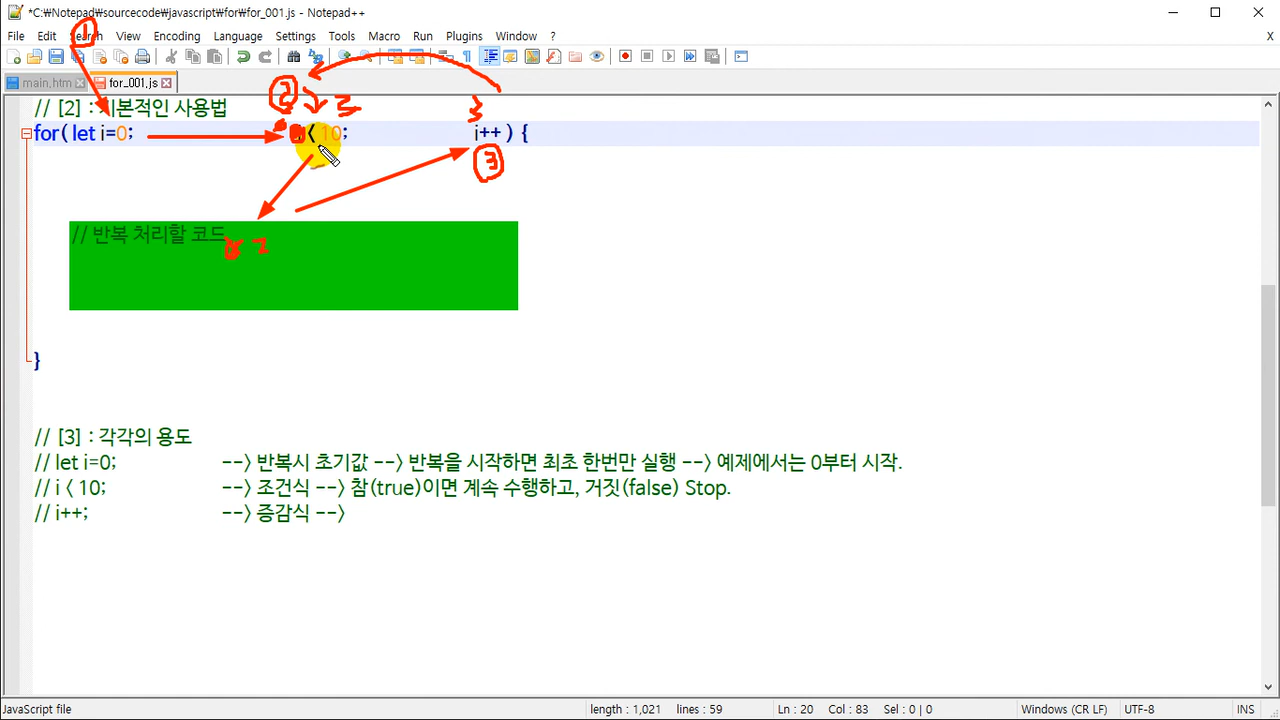 *C:\Notepad\sourcecode\javascript\for\for_001.js - Notepad++
File Edit Search View Encoding Language Settings Tools Macro Run Plugins Window ?
X
main.htm for_001.js
1
2
3
// [2] : 기본적인 사용법
for( let i=0; i < 10; i++ ) {
3
// 반복 처리할 코드
}
// [3] : 각각의 용도
// let i=0; --> 반복시 초기값 --> 반복을 시작하면 최초 한번만 실행 --> 예제에서는 0부터 시작.
// i < 10; --> 조건식 --> 참(true)이면 계속 수행하고, 거짓(false) Stop.
// i++; --> 증감식 -->
JavaScript file length : 1,021 lines : 59 Ln : 20 Col : 83 Sel : 0 | 0 Windows (CR LF) UTF-8 INS